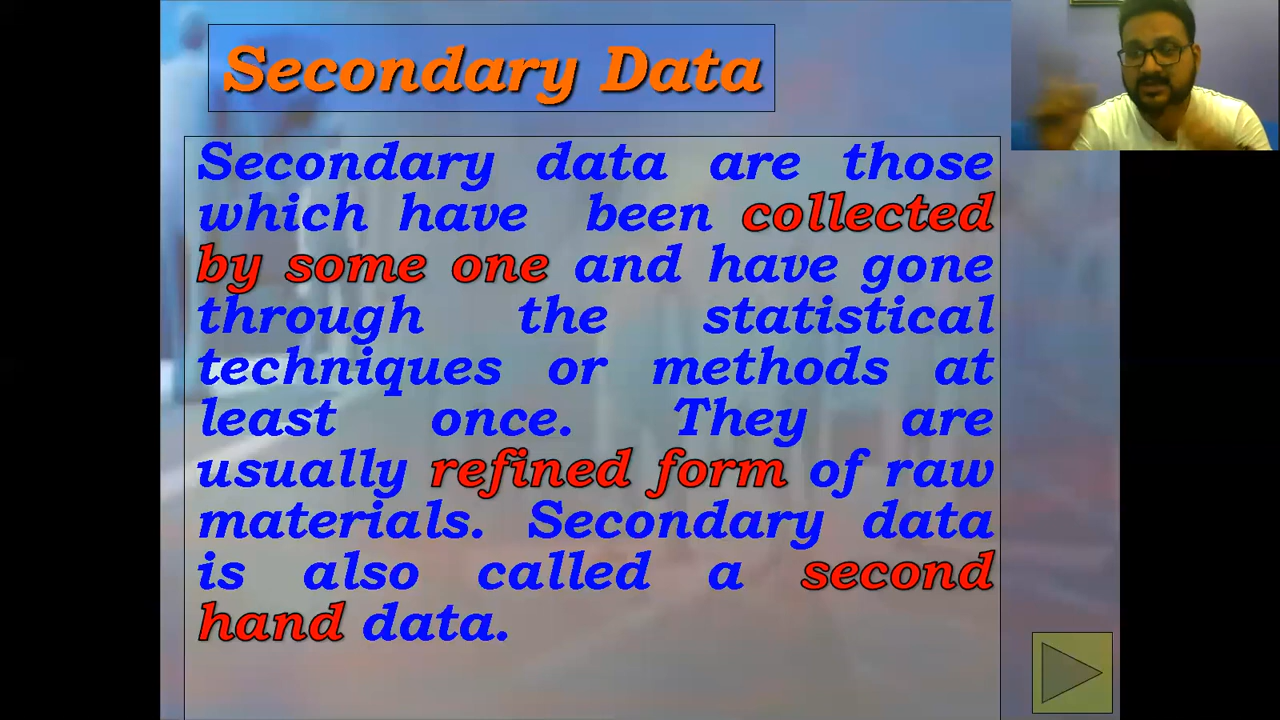 Secondary Data
Secondary data are those
which have been collected
by some one and have gone
through the statistical
techniques or methods at
least once. They are
usually refined form of raw
materials. Secondary data
is also called a second
hand data.